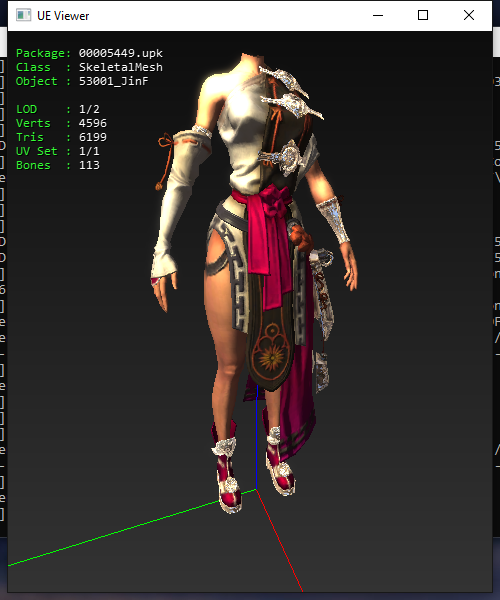 UE Viewer
Package: 00005449.upk
Class  : SkeletalMesh
Object : 53001_JinF
LOD    : 1/2
Verts  : 4596
Tris   : 6199
UV Set : 1/1
Bones  : 113